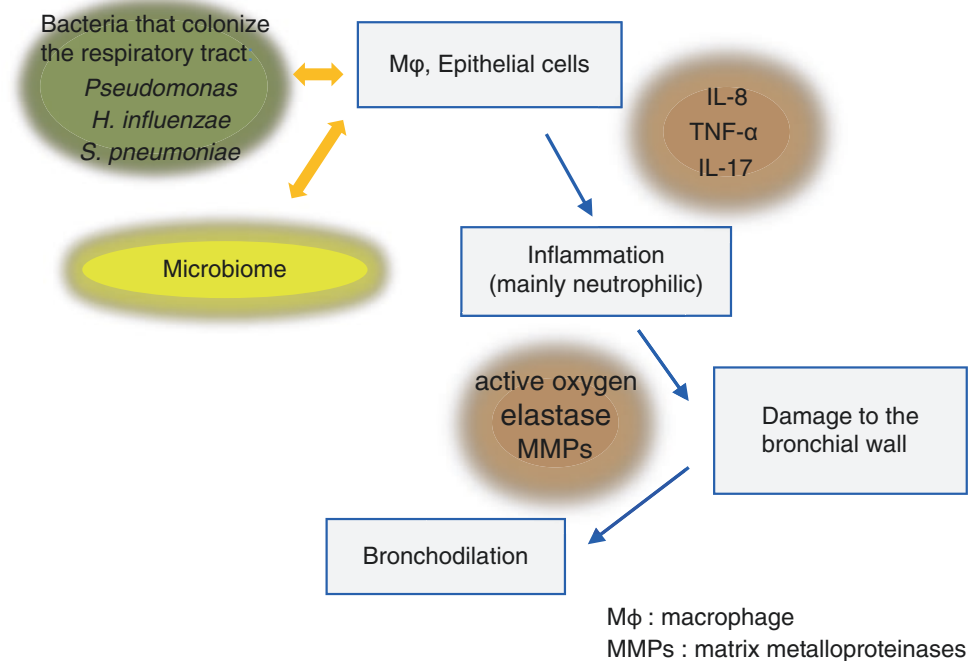 Bacteria that colonize
the respiratory tract:
Pseudomonas
H. influenzae
S. pneumoniae
Mφ, Epithelial cells
IL-8
TNF-α
IL-17
Microbiome
Inflammation
(mainly neutrophilic)
active oxygen
elastase
MMPs
Damage to the
bronchial wall
Bronchodilation
Mϕ : macrophage
MMPs : matrix metalloproteinases